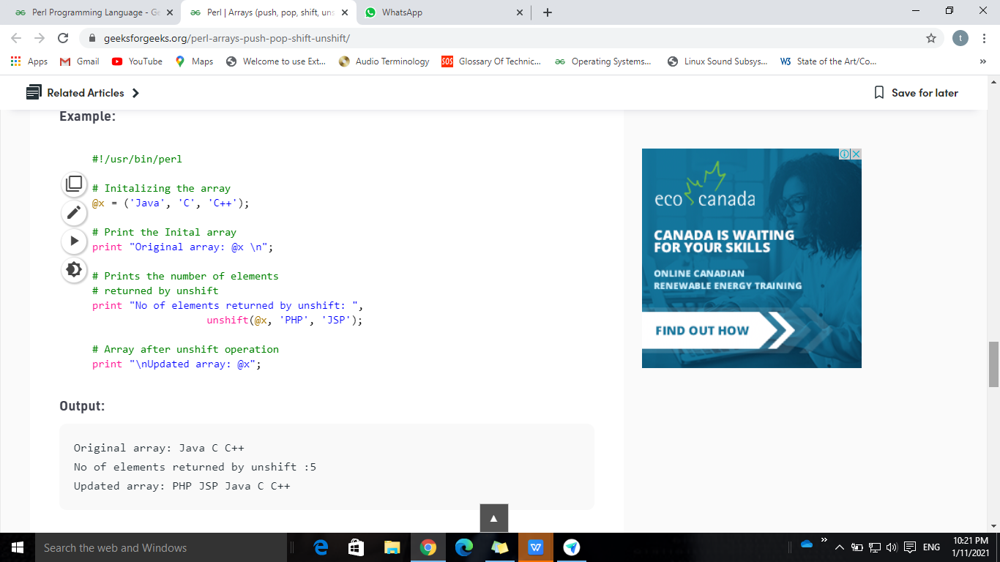 Perl Programming Language - Ge
Perl | Arrays (push, pop, shift, uns
WhatsApp
geeksforgeeks.org/perl-arrays-push-pop-shift-unshift/
t
Apps
Gmail
YouTube
Maps
Welcome to use Ext...
Audio Terminology
SOS
Glossary Of Technic...
Operating Systems...
Linux Sound Subsys...
W3
State of the Art/Co...
Related Articles
Save for later
Example:
#!/usr/bin/perl
# Initalizing the array
@x = ('Java', 'C', 'C++');
# Print the Inital array
print "Original array: @x \n";
# Prints the number of elements
# returned by unshift
print "No of elements returned by unshift: ",
unshift(@x, 'PHP', 'JSP');
# Array after unshift operation
print "\nUpdated array: @x";
Output:
Original array: Java C C++
No of elements returned by unshift :5
Updated array: PHP JSP Java C C++
eco canada
CANADA IS WAITING
FOR YOUR SKILLS
ONLINE CANADIAN
RENEWABLE ENERGY TRAINING
FIND OUT HOW
Search the web and Windows
ENG
10:21 PM
1/11/2021